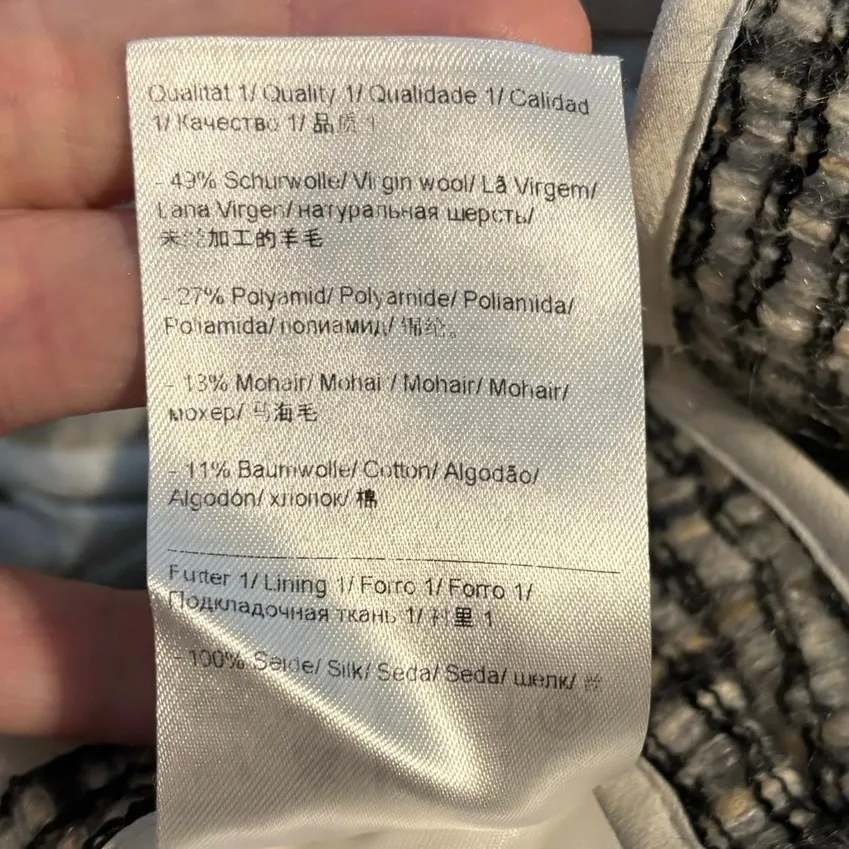 Qualität 1/ Quality 1/ Qualidade 1/ Calidad
1/ Качество 1/ 品质 1
- 49% Schurwolle/ Virgin wool/ Lã Virgem/
Lana Virgen/ натуральная шерсть/
未经加工的羊毛
- 27% Polyamid/ Polyamide/ Poliamida/
Poliamida/ полиамид/ 锦纶。
- 13% Mohair/ Mohair/ Mohair/ Mohair/
мохер/ 马海毛
- 11% Baumwolle/ Cotton/ Algodão/
Algodón/ хлопок/ 棉
Futter 1/ Lining 1/ Forro 1/ Forro 1/
Подкладочная ткань 1/ 衬里 1
- 100% Seide/ Silk/ Seda/ Seda/ шелк/